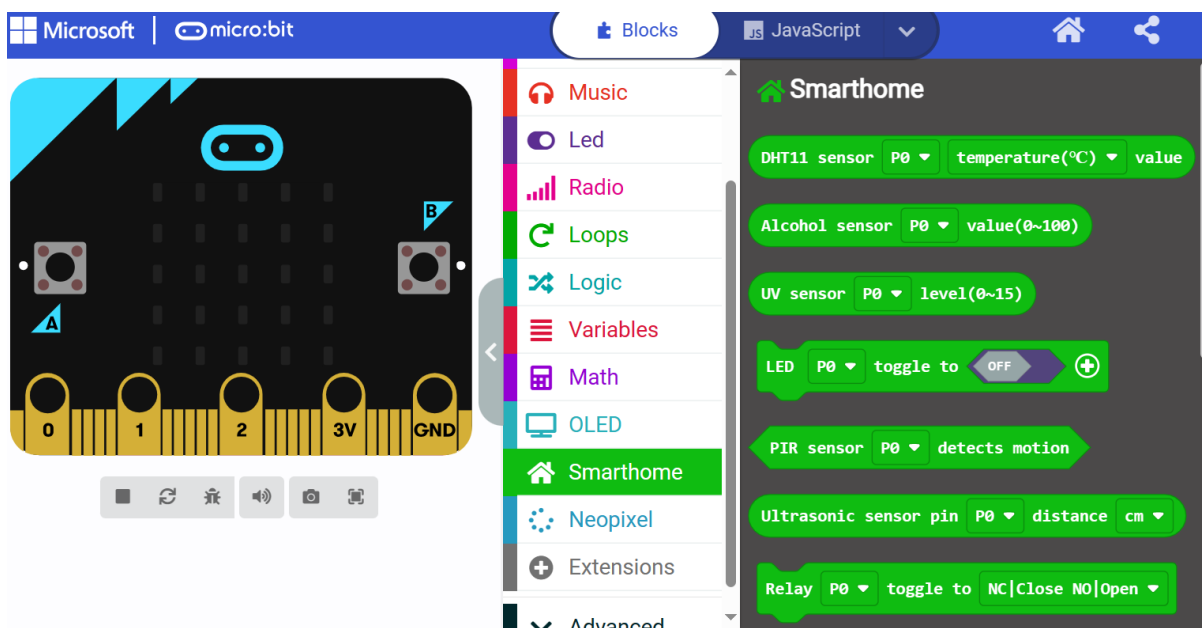 Microsoft micro:bit
Blocks
JavaScript
B
A
0 1 2 3V GND
Music
Led
Radio
Loops
Logic
Variables
Math
OLED
Smarthome
Neopixel
Extensions
Advanced
Smarthome
DHT11 sensor P0 temperature(℃) value
Alcohol sensor P0 value(0~100)
UV sensor P0 level(0~15)
LED P0 toggle to OFF
PIR sensor P0 detects motion
Ultrasonic sensor pin P0 distance cm
Relay P0 toggle to NC|Close NO|Open